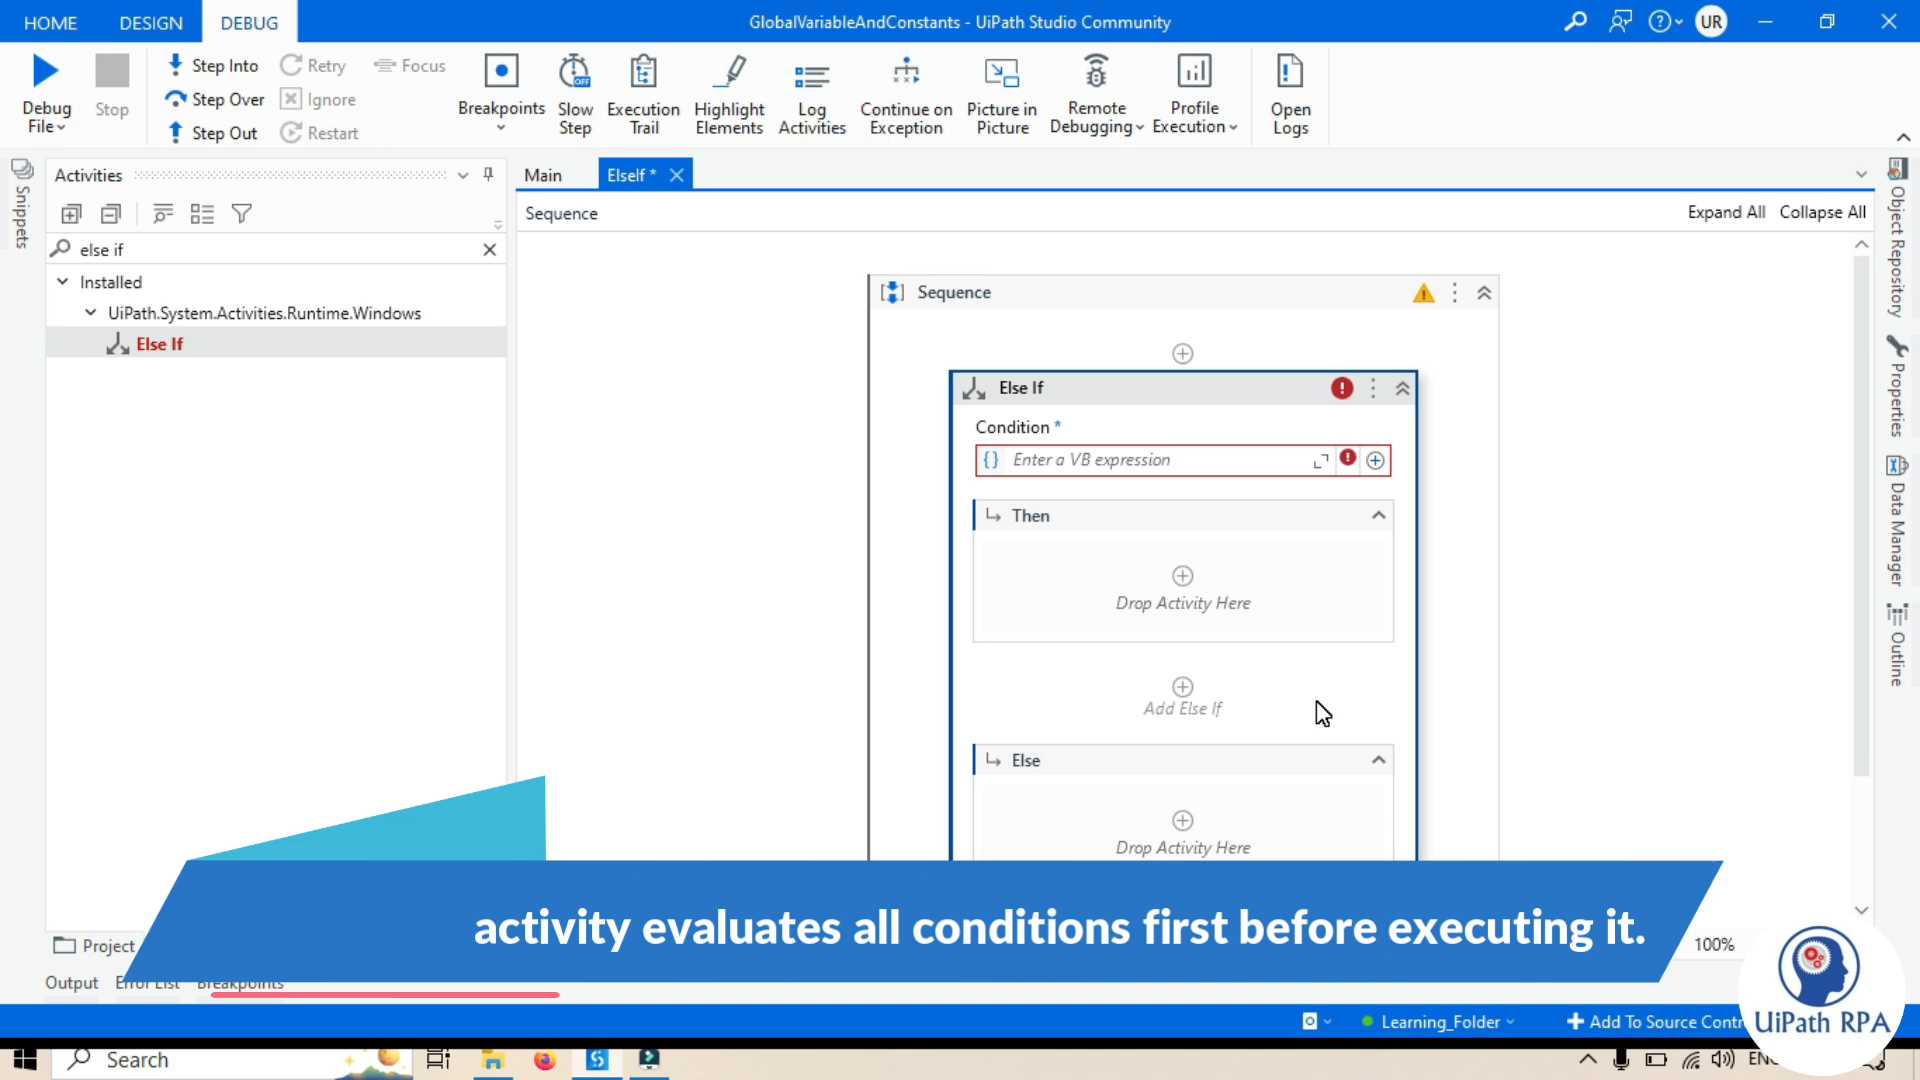 HOME DESIGN DEBUG GlobalVariableAndConstants - UiPath Studio Community UR
Debug File
Stop
Step Into
Step Over
Step Out
Retry
Ignore
Restart
Focus
Breakpoints
Slow Step
OFF
Execution Trail
Highlight Elements
Log Activities
Continue on Exception
Picture in Picture
Remote Debugging
Profile Execution
Open Logs
Snippets
Activities
else if
Installed
UiPath.System.Activities.Runtime.Windows
Else If
Main ElseIf *
Sequence Expand All Collapse All
Sequence
Else If
Condition *
Enter a VB expression
Then
Drop Activity Here
Add Else If
Else
Drop Activity Here
Object Repository
Properties
Data Manager
Outline
activity evaluates all conditions first before executing it.
Project
100%
Output Error List Breakpoints
Learning_Folder Add To Source Contr
UiPath RPA
Search